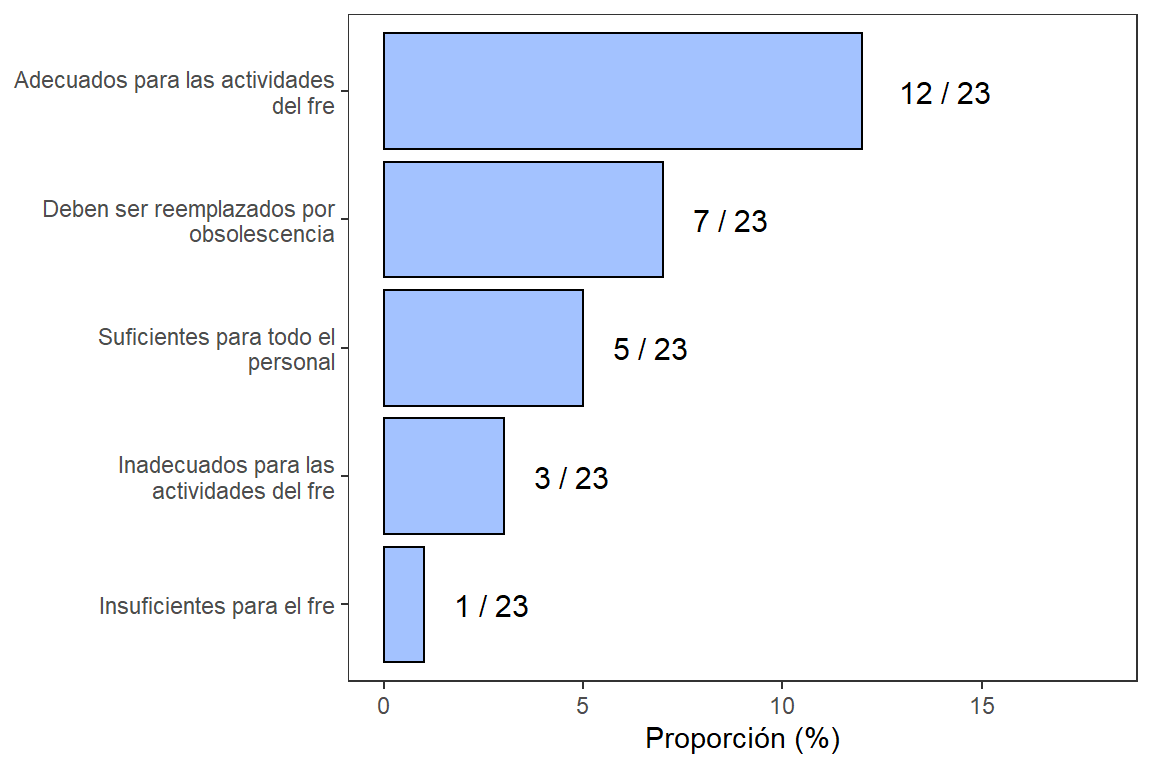 Adecuados para las actividades
del fre
12 / 23
Deben ser reemplazados por
obsolescencia
7 / 23
Suficientes para todo el
personal
5 / 23
Inadecuados para las
actividades del fre
3 / 23
Insuficientes para el fre
1 / 23
0
5
10
15
Proporción (%)